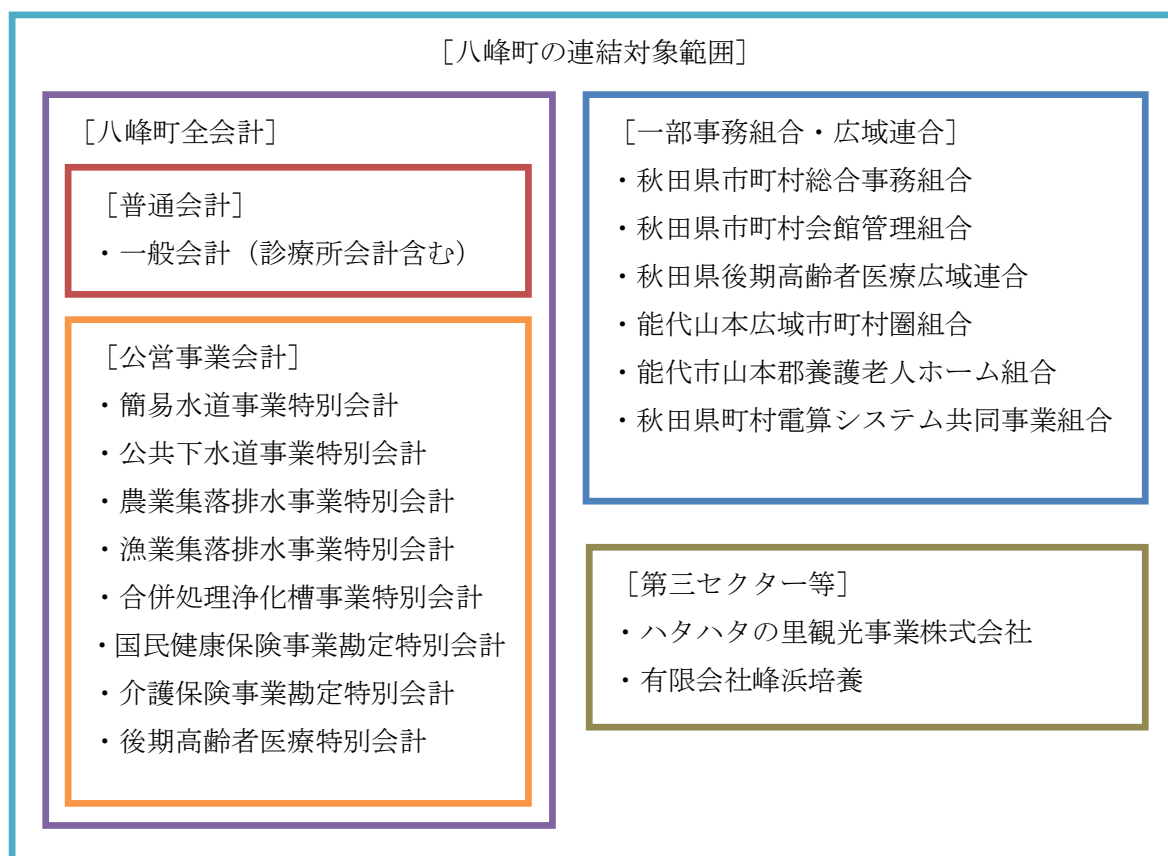 ［八峰町の連結対象範囲］
［八峰町全会計］
［普通会計］
・一般会計（診療所会計含む）
［公営事業会計］
・簡易水道事業特別会計
・公共下水道事業特別会計
・農業集落排水事業特別会計
・漁業集落排水事業特別会計
・合併処理浄化槽事業特別会計
・国民健康保険事業勘定特別会計
・介護保険事業勘定特別会計
・後期高齢者医療特別会計
［一部事務組合・広域連合］
・秋田県市町村総合事務組合
・秋田県市町村会館管理組合
・秋田県後期高齢者医療広域連合
・能代山本広域市町村圏組合
・能代市山本郡養護老人ホーム組合
・秋田県町村電算システム共同事業組合
［第三セクター等］
・ハタハタの里観光事業株式会社
・有限会社峰浜培養